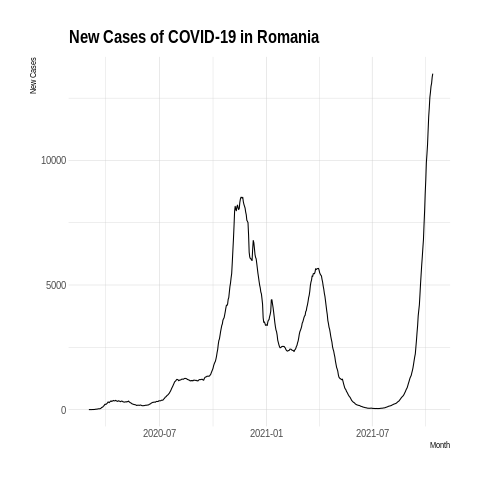 New Cases of COVID-19 in Romania
New Cases
10000
5000
0
2020-07
2021-01
2021-07
Month